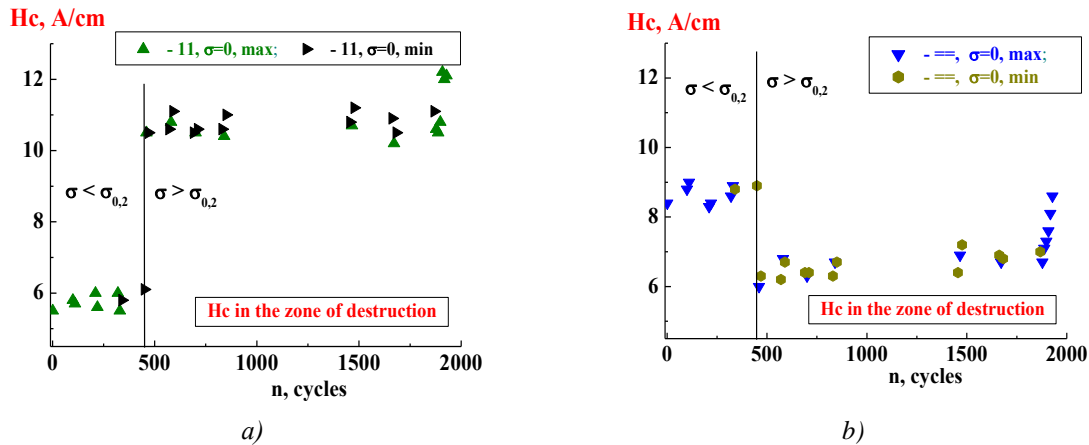 Hc, A/cm
- 11, σ=0, max; - 11, σ=0, min
12
10
8
6
σ < σ0,2 σ > σ0,2
Hc in the zone of destruction
0 500 1000 1500 2000
n, cycles
a)
Hc, A/cm
- ==, σ=0, max;
- ==, σ=0, min
12
10
8
6
σ < σ0,2 σ > σ0,2
Hc in the zone of destruction
0 500 1000 1500 2000
n, cycles
b)